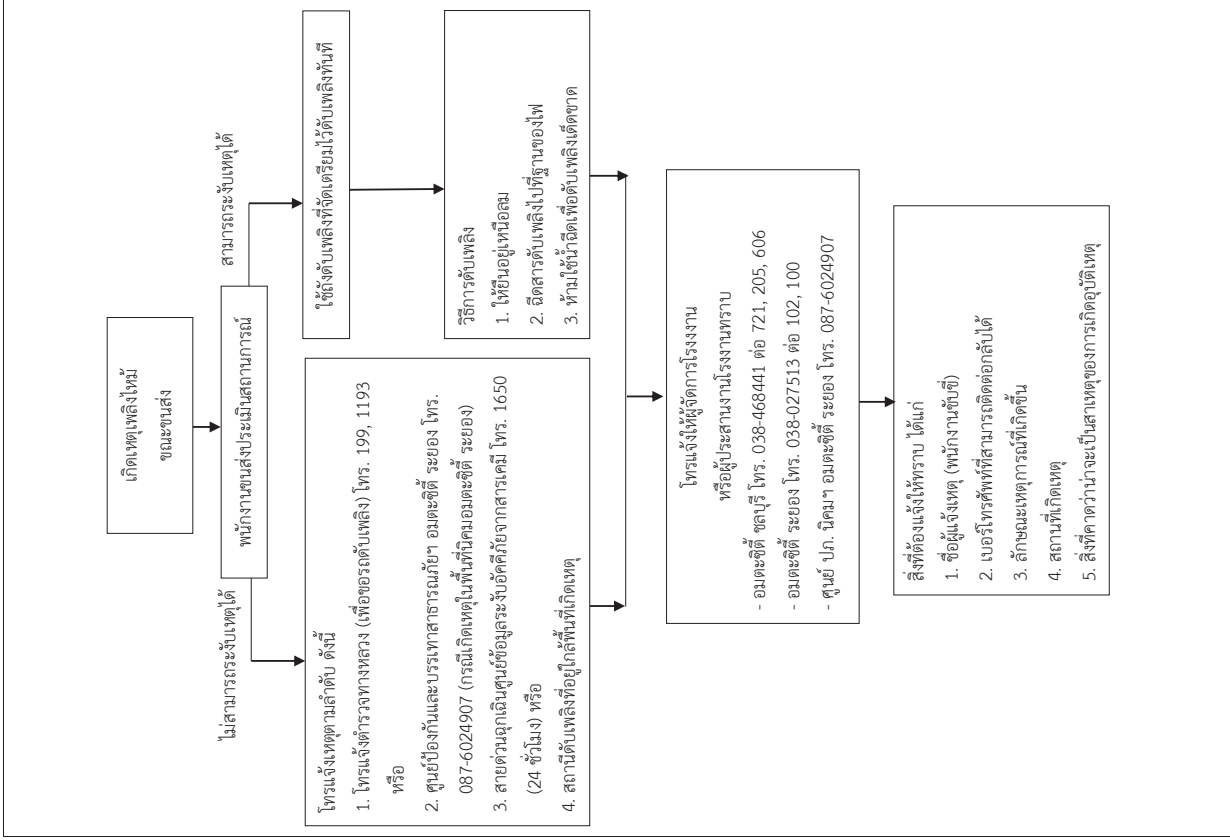 เกิดเหตุเพลิงไหม้
ขณะขนส่ง
พนักงานขนส่งประเมินสถานการณ์
ไม่สามารถระงับเหตุได้
สามารถระงับเหตุได้
โทรแจ้งเหตุตามลำดับ ดังนี้
1. โทรแจ้งตำรวจทางหลวง (เพื่อขอรถดับเพลิง) โทร. 199, 1193
หรือ
2. ศูนย์ป้องกันและบรรเทาสาธารณภัยฯ อมตะซิตี้ ระยอง โทร.
087-6024907 (กรณีเกิดเหตุในพื้นที่นิคมอมตะซิตี้ ระยอง)
3. สายด่วนฉุกเฉินศูนย์ข้อมูลระงับอัคคีภัยจากสารเคมี โทร. 1650
(24 ชั่วโมง) หรือ
4. สถานีดับเพลิงที่อยู่ใกล้พื้นที่เกิดเหตุ
ใช้ถังดับเพลิงที่จัดเตรียมไว้ดับเพลิงทันที
วิธีการดับเพลิง
1. ให้ยืนอยู่เหนือลม
2. ฉีดสารดับเพลิงไปที่ฐานของไฟ
3. ห้ามใช้น้ำฉีดเพื่อดับเพลิงเด็ดขาด
โทรแจ้งให้ผู้จัดการโรงงงาน
หรือผู้ประสานงานโรงงานทราบ
- อมตะซิตี้ ชลบุรี โทร. 038-468441 ต่อ 721, 205, 606
- อมตะซิตี้ ระยอง โทร. 038-027513 ต่อ 102, 100
- ศูนย์ ปภ. นิคมฯ อมตะซิตี้ ระยอง โทร. 087-6024907
สิ่งที่ต้องแจ้งให้ทราบ ได้แก่
1. ชื่อผู้แจ้งเหตุ (พนักงานขับขี่)
2. เบอร์โทรศัพท์ที่สามารถติดต่อกลับได้
3. ลักษณะเหตุการณ์ที่เกิดขึ้น
4. สถานที่เกิดเหตุ
5. สิ่งที่คาดว่าน่าจะเป็นสาเหตุของการเกิดอุบัติเหตุ